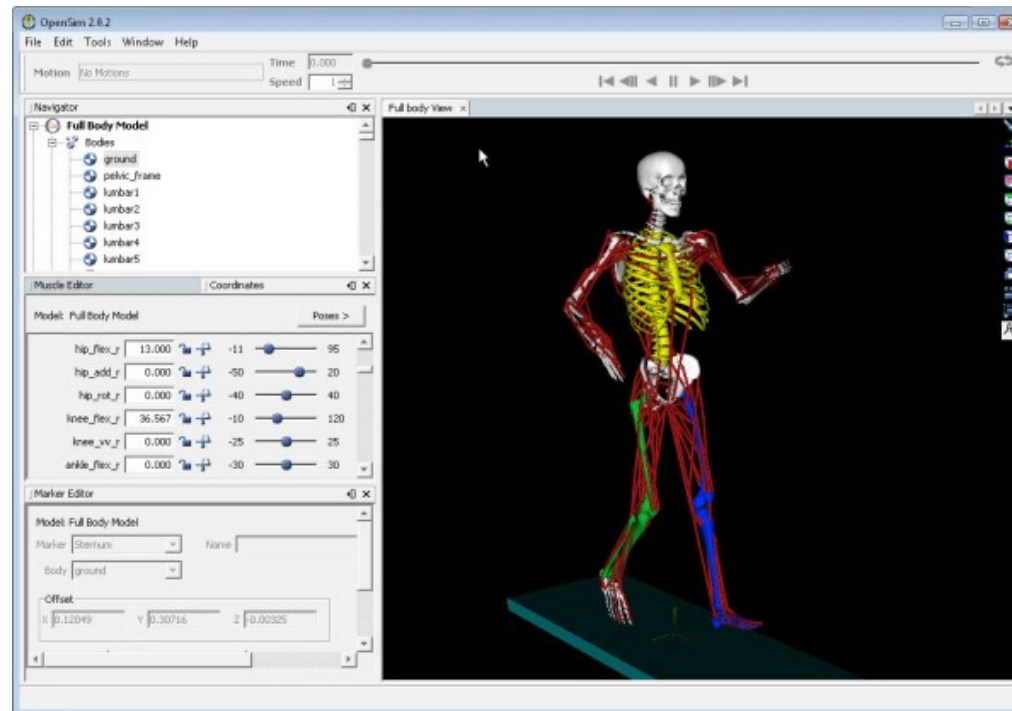 OpenSim 2.0.2
File Edit Tools Window Help
Motion No Motions Time 0.000
Speed 1
Navigator
Full Body Model
Bodies
ground
pelvic_frame
lumbar1
lumbar2
lumbar3
lumbar4
lumbar5
Muscle Editor Coordinates
Model: Full Body Model Poses >
hip_flex_r 13.000 -11 95
hip_add_r 0.000 -50 20
hip_rot_r 0.000 -40 40
knee_flex_r 36.567 -10 120
knee_vv_r 0.000 -25 25
ankle_flex_r 0.000 -30 30
Marker Editor
Model: Full Body Model
Marker Sternum Name
Body ground
Offset
X 0.12049 Y 0.30716 Z -0.00325
Full body View